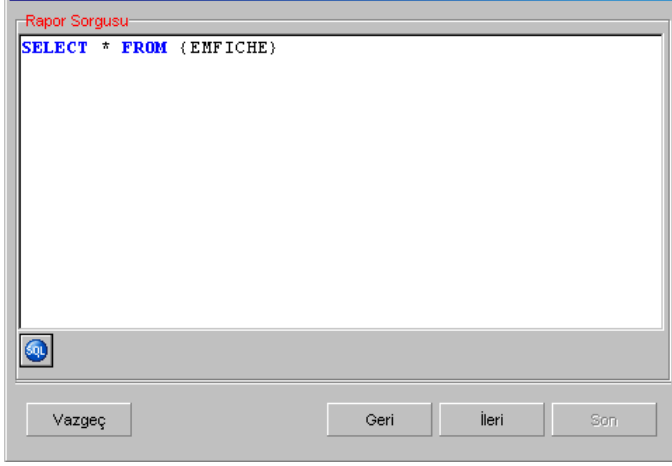 Rapor Sorgusu
SELECT * FROM {EMFICHE}
SQL
Vazgeç Geri İleri Son